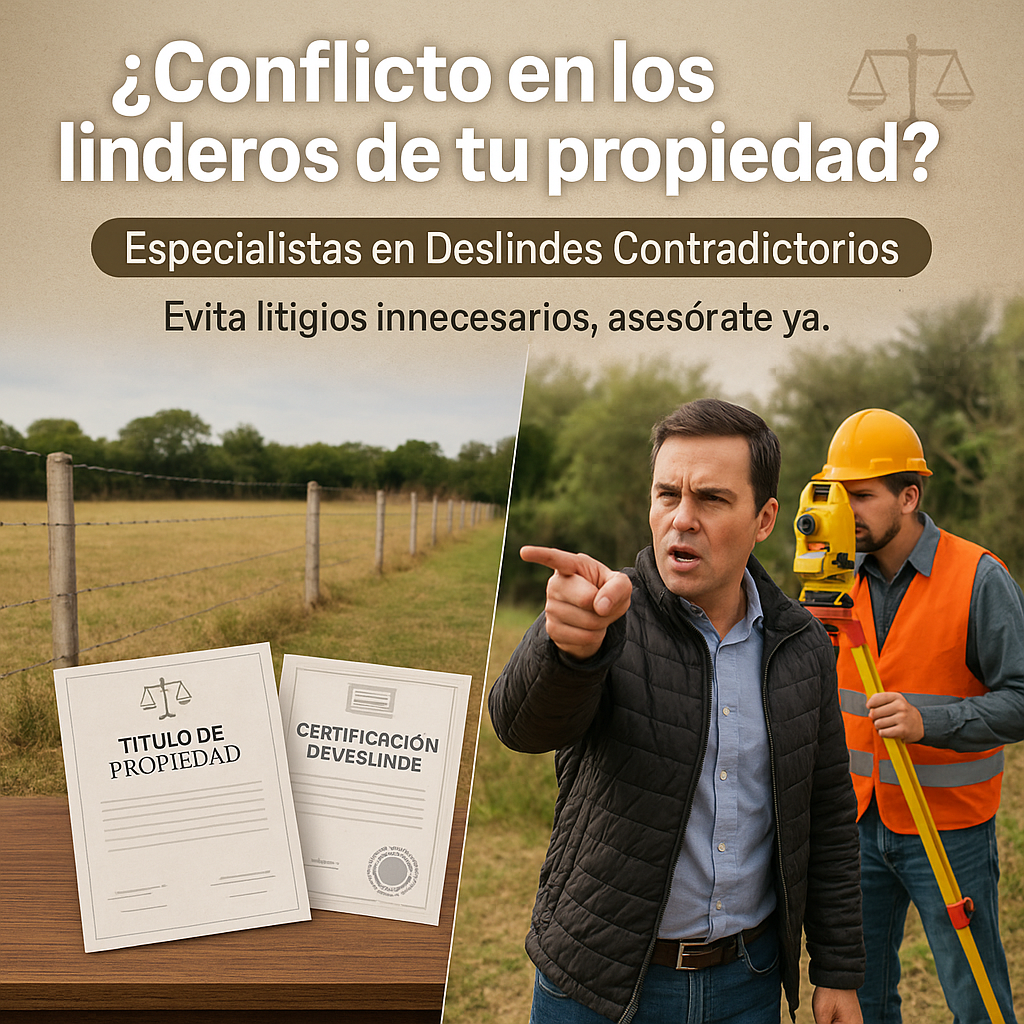 ¿Conflicto en los
linderos de tu propiedad?
Especialistas en Deslindes Contradictorios
Evita litigios innecesarios, asesórate ya.
TITULO DE
PROPIEDAD
CERTIFICACIÓN
DEVESLINDE